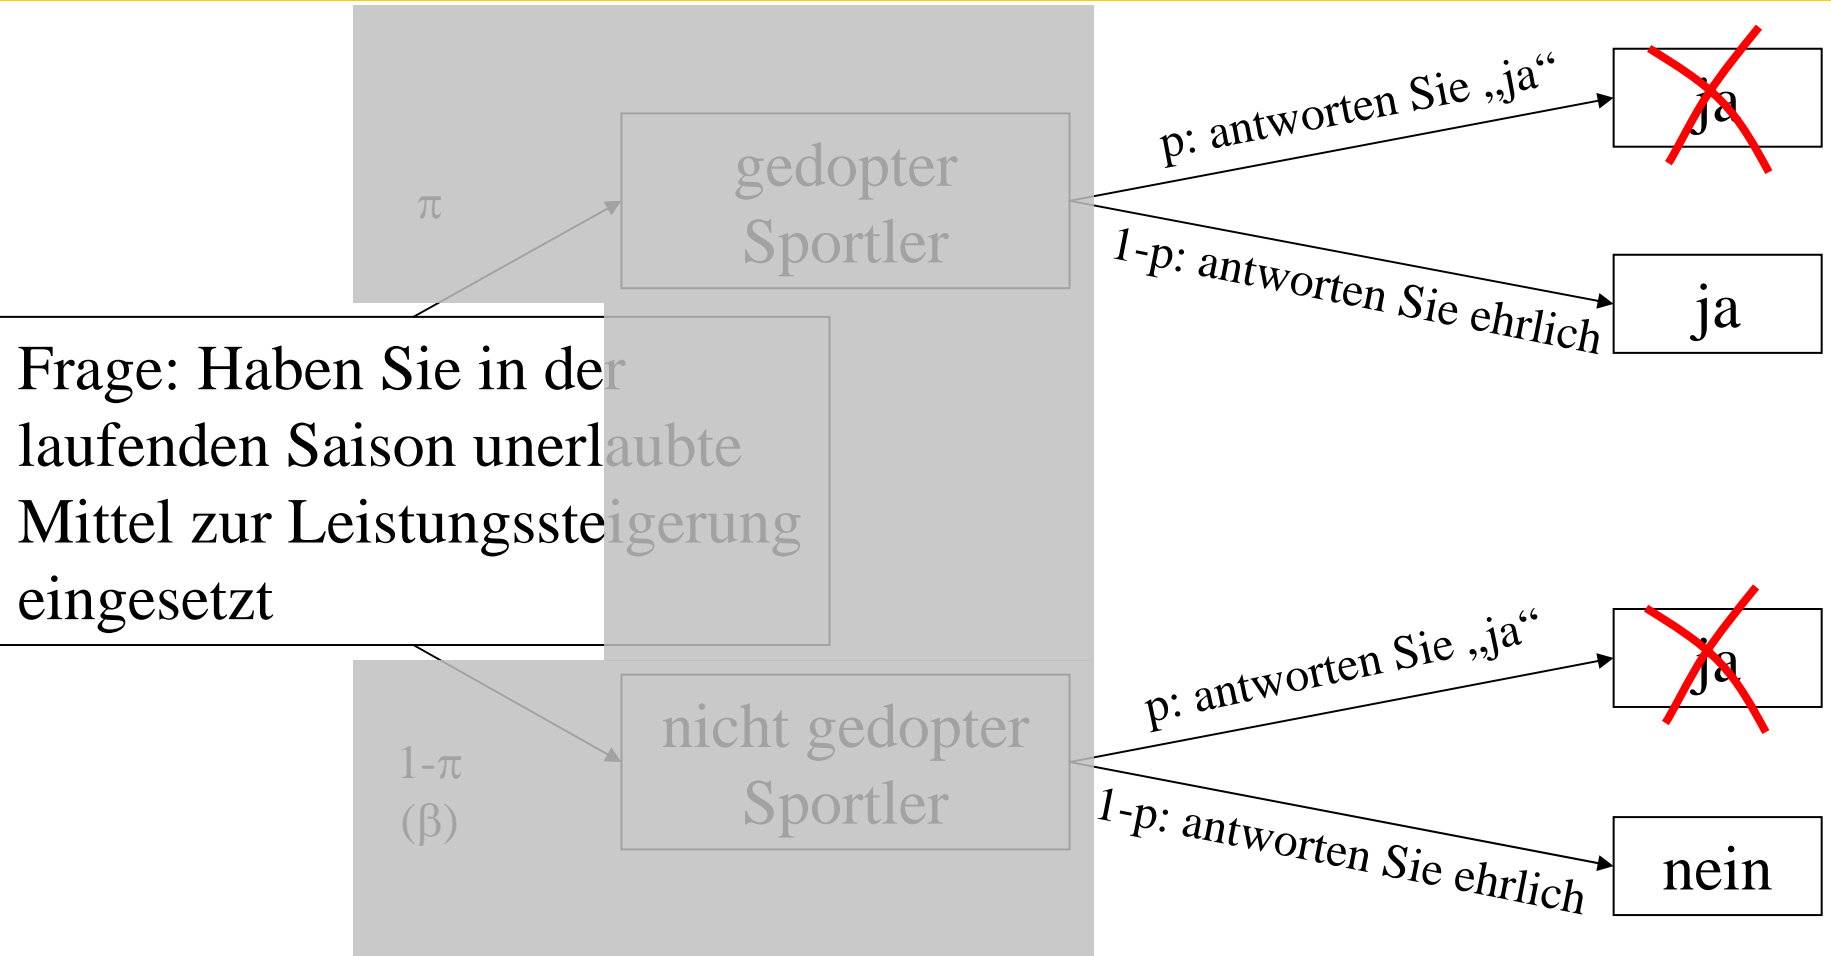 p: antworten Sie „ja“
ja
gedopter
Sportler
π
1-p: antworten Sie ehrlich
ja
Frage: Haben Sie in der
laufenden Saison unerlaubte
Mittel zur Leistungssteigerung
eingesetzt
p: antworten Sie „ja“
ja
nicht gedopter
Sportler
1-π
(β)
1-p: antworten Sie ehrlich
nein